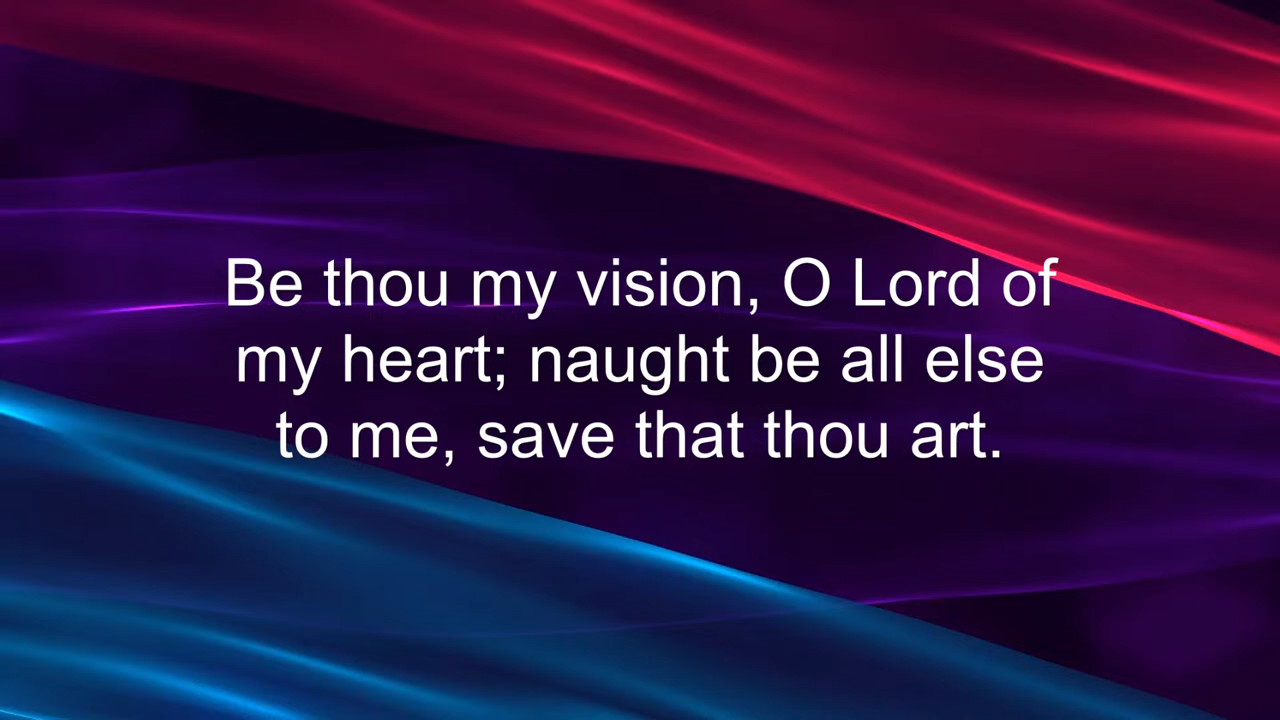 Be thou my vision, O Lord of
my heart; naught be all else
to me, save that thou art.